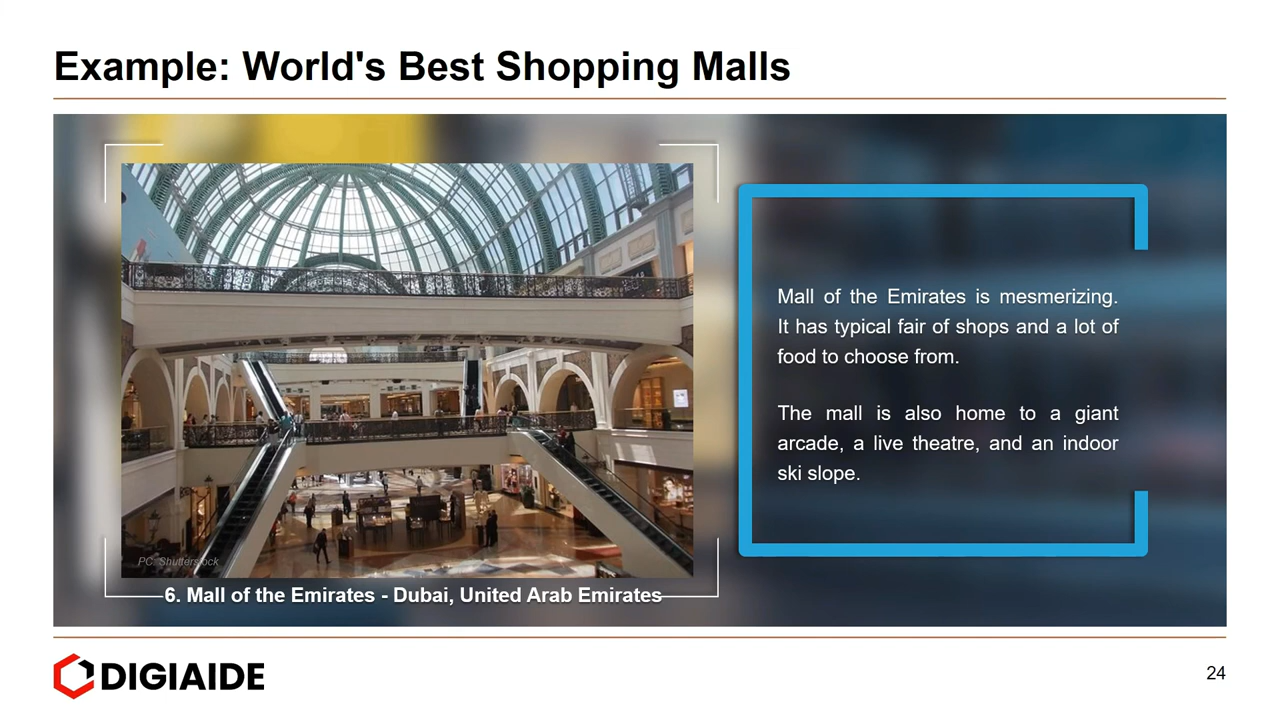 Example: World's Best Shopping Malls
Mall of the Emirates is mesmerizing.
It has typical fair of shops and a lot of
food to choose from.
The mall is also home to a giant
arcade, a live theatre, and an indoor
ski slope.
PC: Shutterstock
6. Mall of the Emirates - Dubai, United Arab Emirates
DIGIAIDE
24